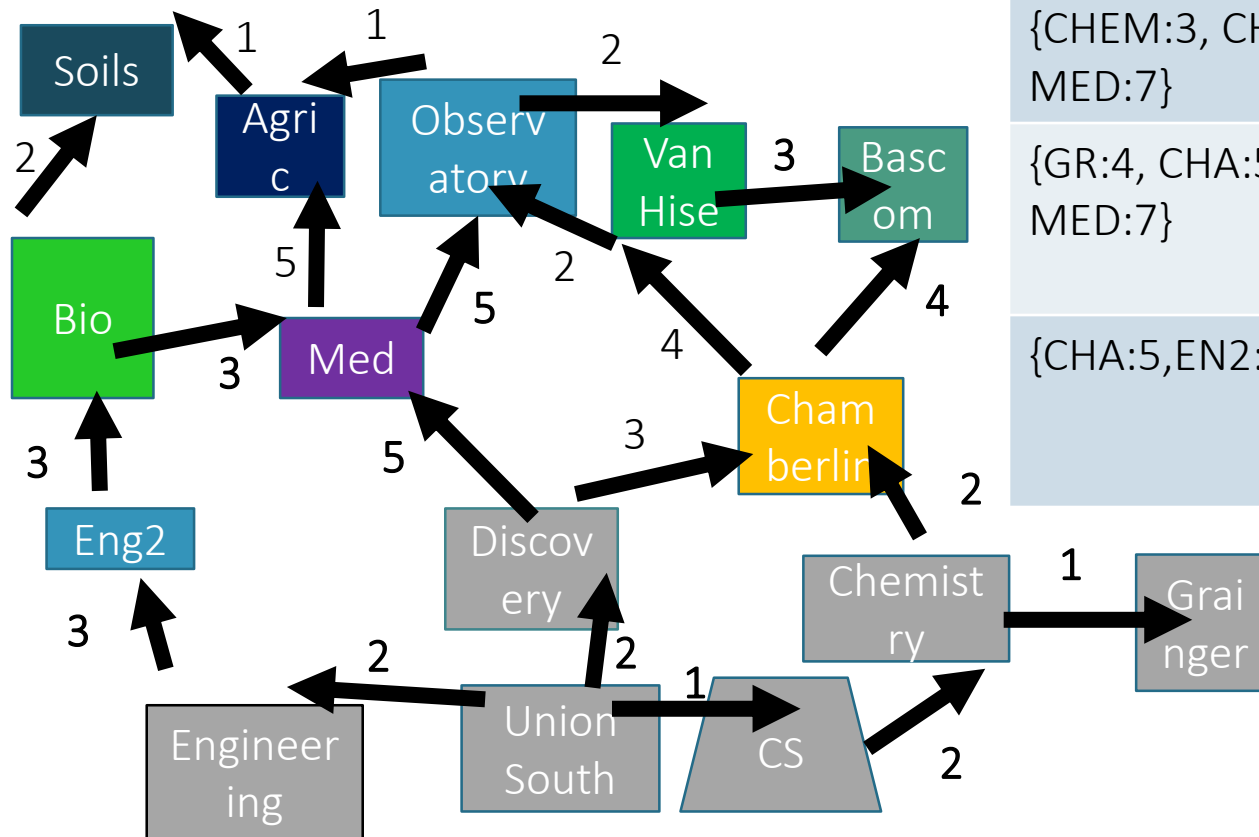 Soils
1
1
2
{CHEM:3, CH
MED:7}
2
Agri
c
Observ
atory
Van
Hise
3
Basc
om
{GR:4, CHA:5
MED:7}
5
2
Bio
5
4
4
{CHA:5,EN2:
3
Med
Cham
berlin
3
5
3
2
Eng2
Discov
ery
Chemist
ry
1
Grai
nger
3
2
2
1
2
Engineer
ing
Union
South
CS